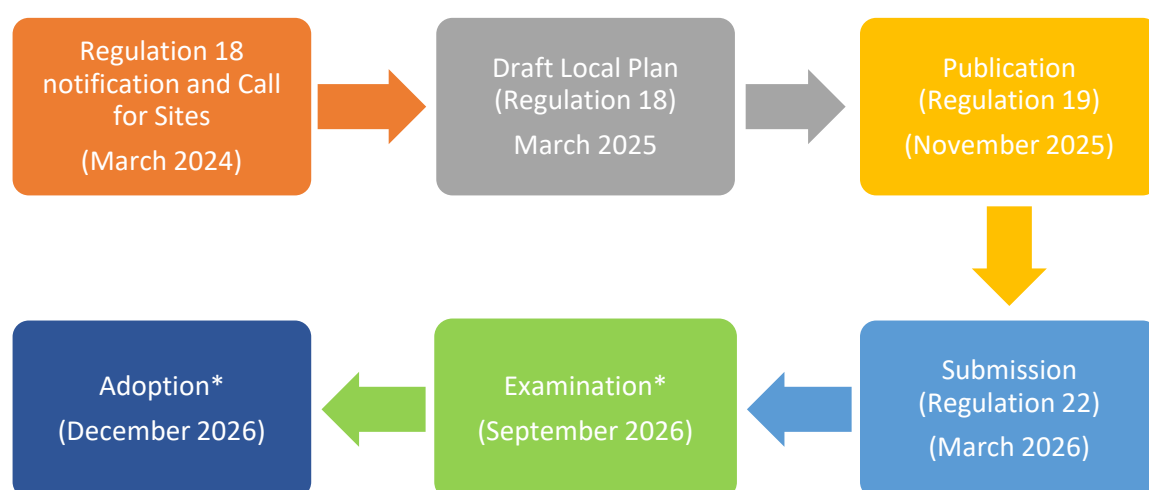 Regulation 18
notification and Call
for Sites
(March 2024)
Draft Local Plan
(Regulation 18)
March 2025
Publication
(Regulation 19)
(November 2025)
Submission
(Regulation 22)
(March 2026)
Examination*
(September 2026)
Adoption*
(December 2026)